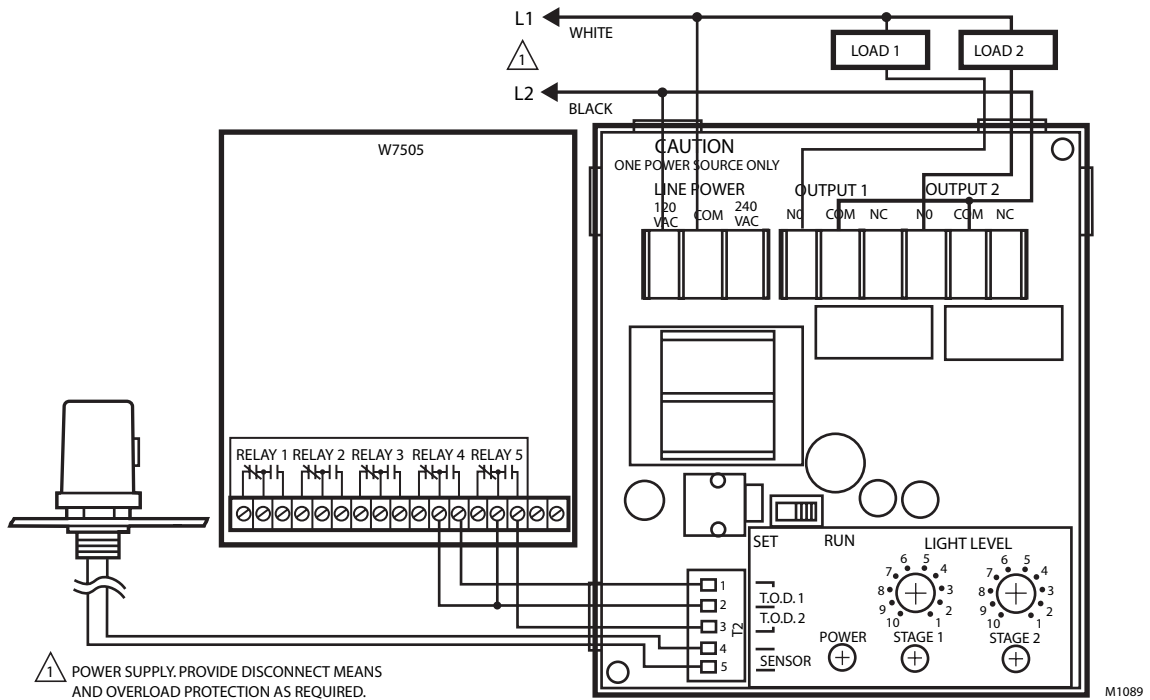 L1
WHITE
1
L2
BLACK
LOAD 1
LOAD 2
W7505
CAUTION
ONE POWER SOURCE ONLY
LINE POWER
120 VAC
COM
240 VAC
OUTPUT 1
OUTPUT 2
N0 COM NC N0 COM NC
RELAY 1 RELAY 2 RELAY 3 RELAY 4 RELAY 5
SET
RUN
LIGHT LEVEL
10 9 8 7 6 5 4 3 2 1
10 9 8 7 6 5 4 3 2 1
1
2
3
4
5
T2
T.O.D. 1
T.O.D. 2
SENSOR
POWER
STAGE 1
STAGE 2
1 POWER SUPPLY. PROVIDE DISCONNECT MEANS
AND OVERLOAD PROTECTION AS REQUIRED.
M1089